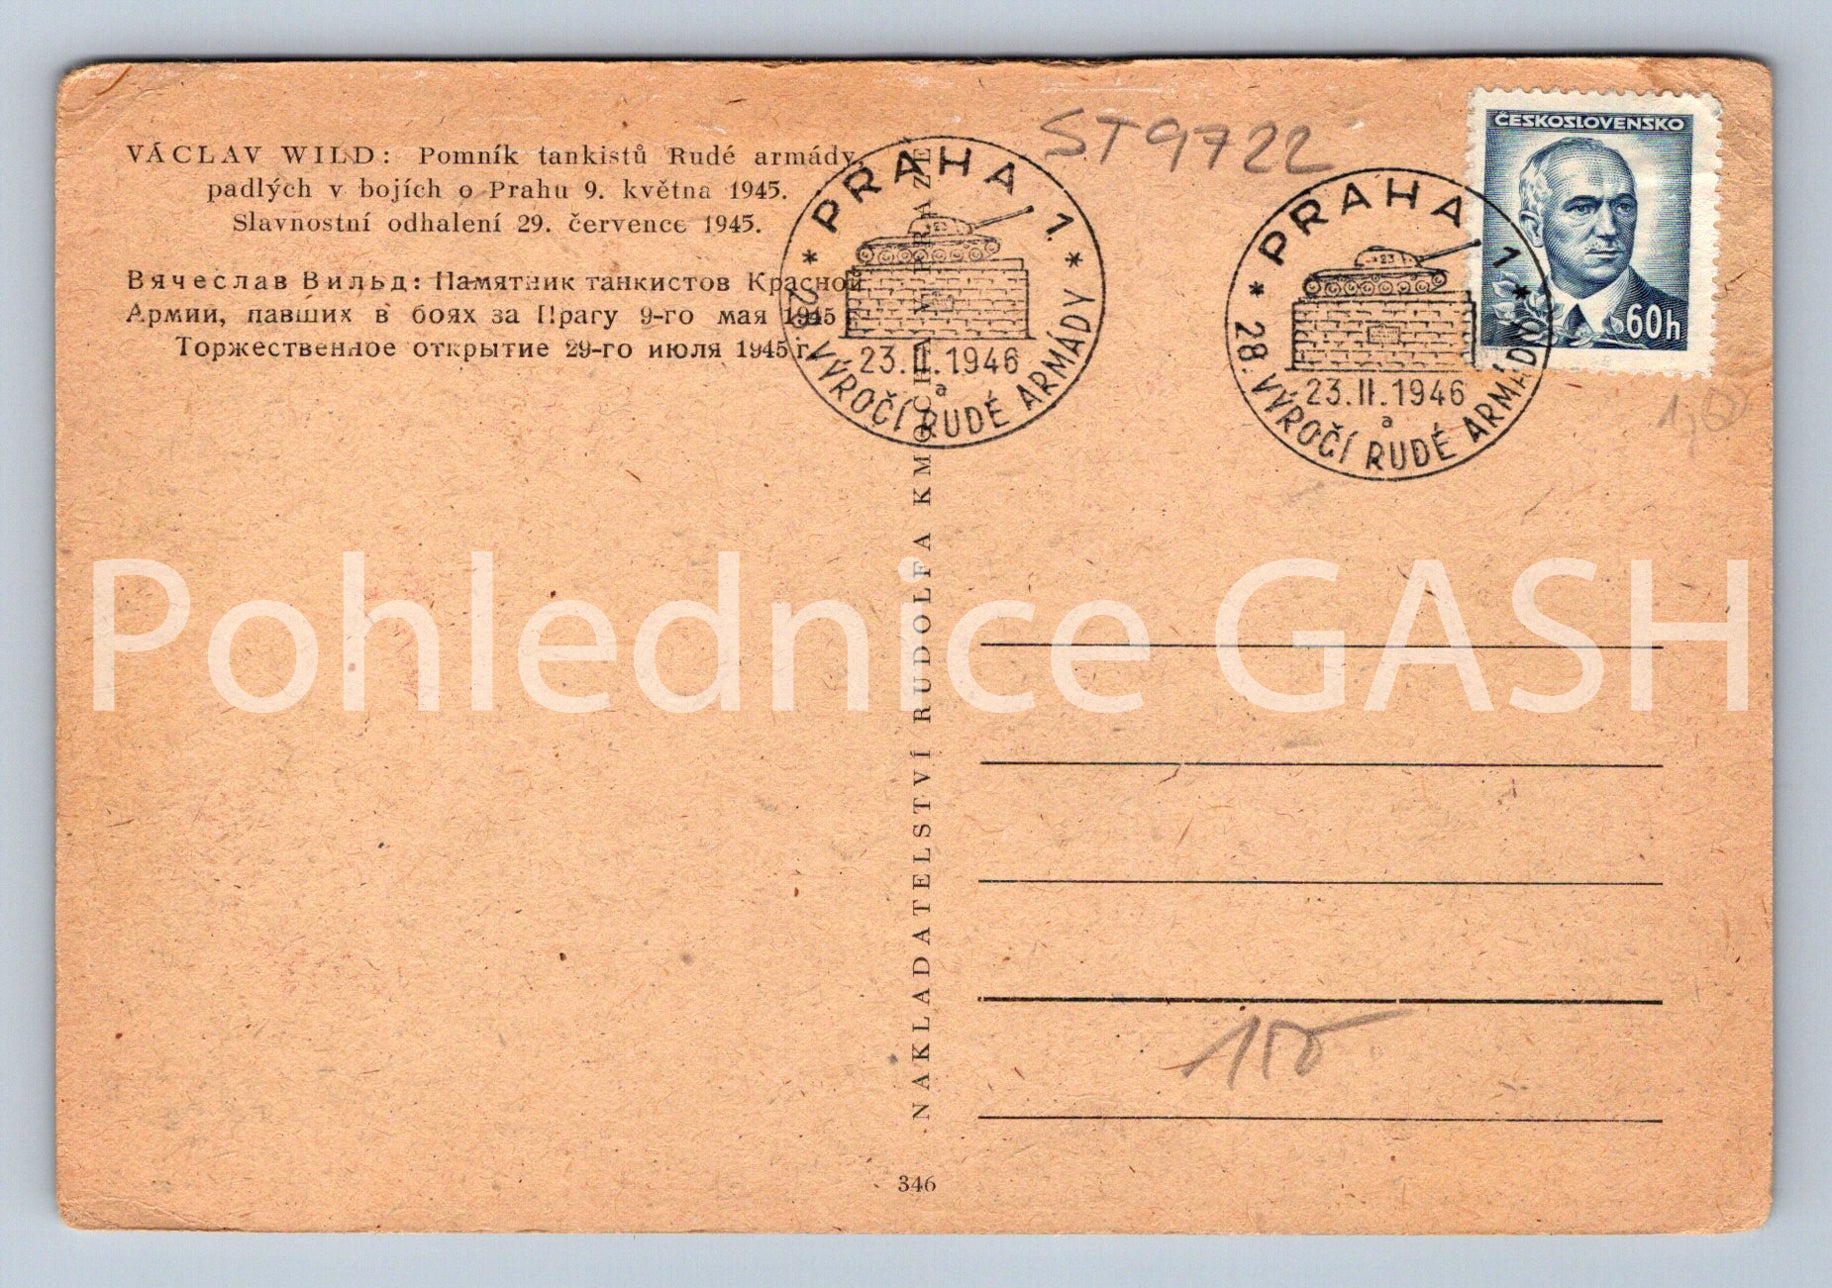 VÁCLAV WILD: Pomník tankistů Rudé armády,
padlých v bojích o Prahu 9. května 1945.
Slavnostní odhalení 29. července 1945.
Вячеслав Вильд: Памятник танкистов Красной
Армии, павших в боях за Прагу 9-го мая 1945
Торжественное открытие 29-го июля 1945 г.
NAKLADATELSTVÍ RUDOLFA KMOCHA V PRAZE
346
* PRAHA 1. *
23
23.II.1946
a
28. VÝROČÍ RUDÉ ARMÁDY
ST9722
* PRAHA 1 *
23
23.II.1946
a
28. VÝROČÍ RUDÉ ARMÁDY
ČESKOSLOVENSKO
60h
Pohlednice GASH